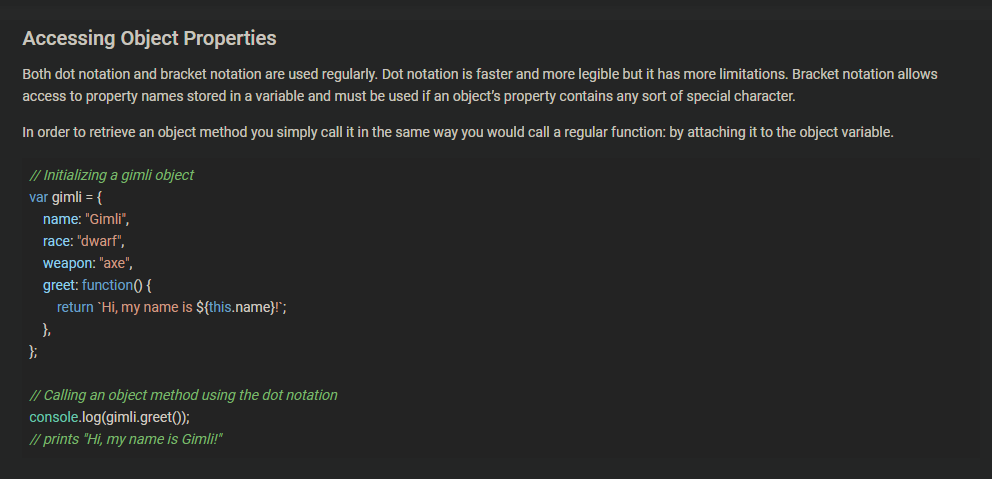 Accessing Object Properties
Both dot notation and bracket notation are used regularly. Dot notation is faster and more legible but it has more limitations. Bracket notation allows
access to property names stored in a variable and must be used if an object’s property contains any sort of special character.
In order to retrieve an object method you simply call it in the same way you would call a regular function: by attaching it to the object variable.
// Initializing a gimli object
var gimli = {
name: "Gimli",
race: "dwarf",
weapon: "axe",
greet: function() {
return `Hi, my name is ${this.name}!`;
},
};
// Calling an object method using the dot notation
console.log(gimli.greet());
// prints "Hi, my name is Gimli!"